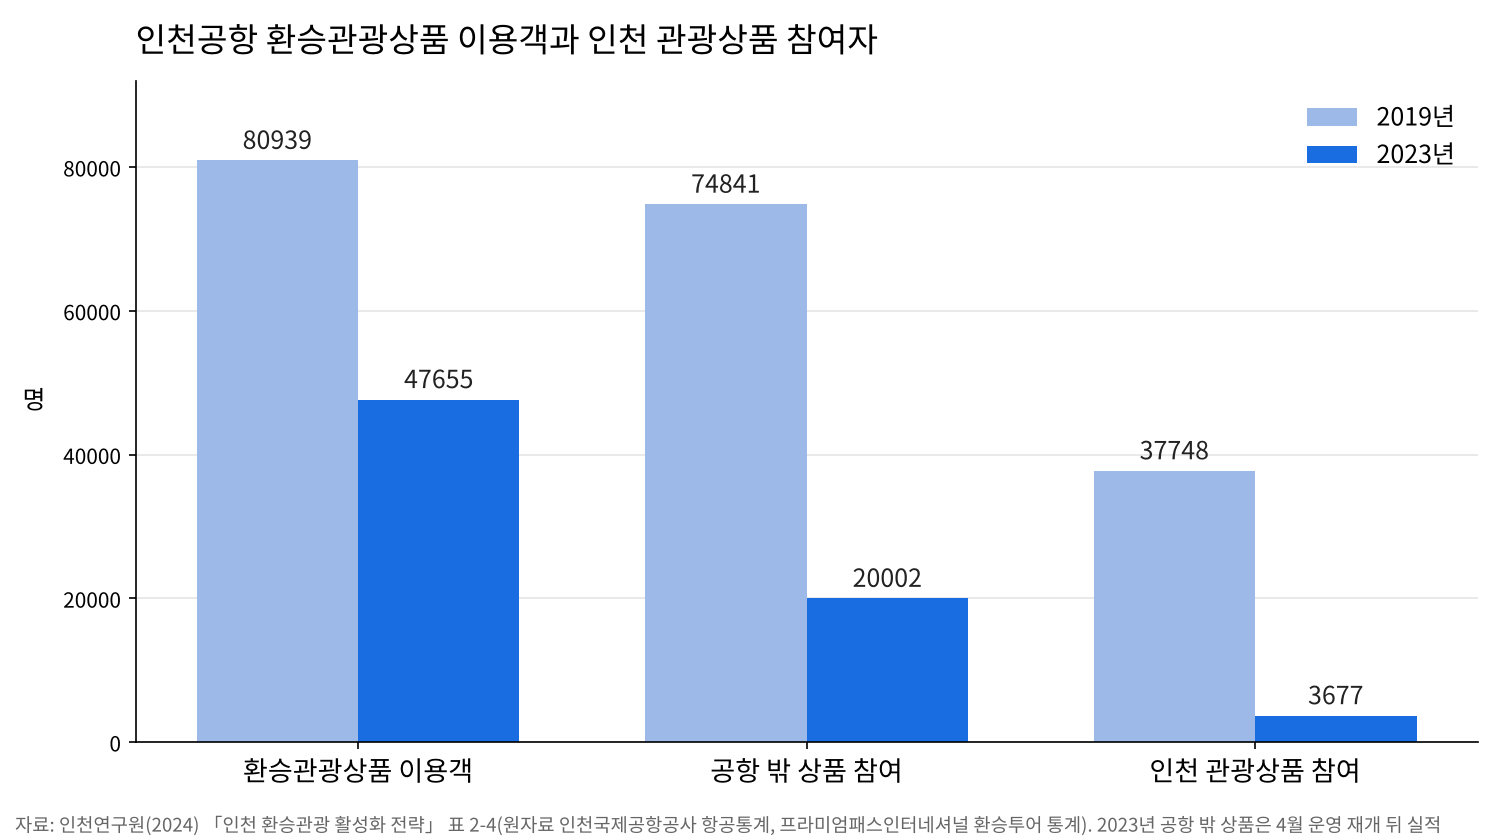 인천공항 환승관광상품 이용객과 인천 관광상품 참여자
2019년
2023년
80939
74841
47655
37748
20002
3677
80000
60000
40000
20000
0
명
환승관광상품 이용객
공항 밖 상품 참여
인천 관광상품 참여
자료: 인천연구원(2024) 「인천 환승관광 활성화 전략」 표 2-4(원자료 인천국제공항공사 항공통계, 프라미엄패스인터네셔널 환승투어 통계). 2023년 공항 밖 상품은 4월 운영 재개 뒤 실적